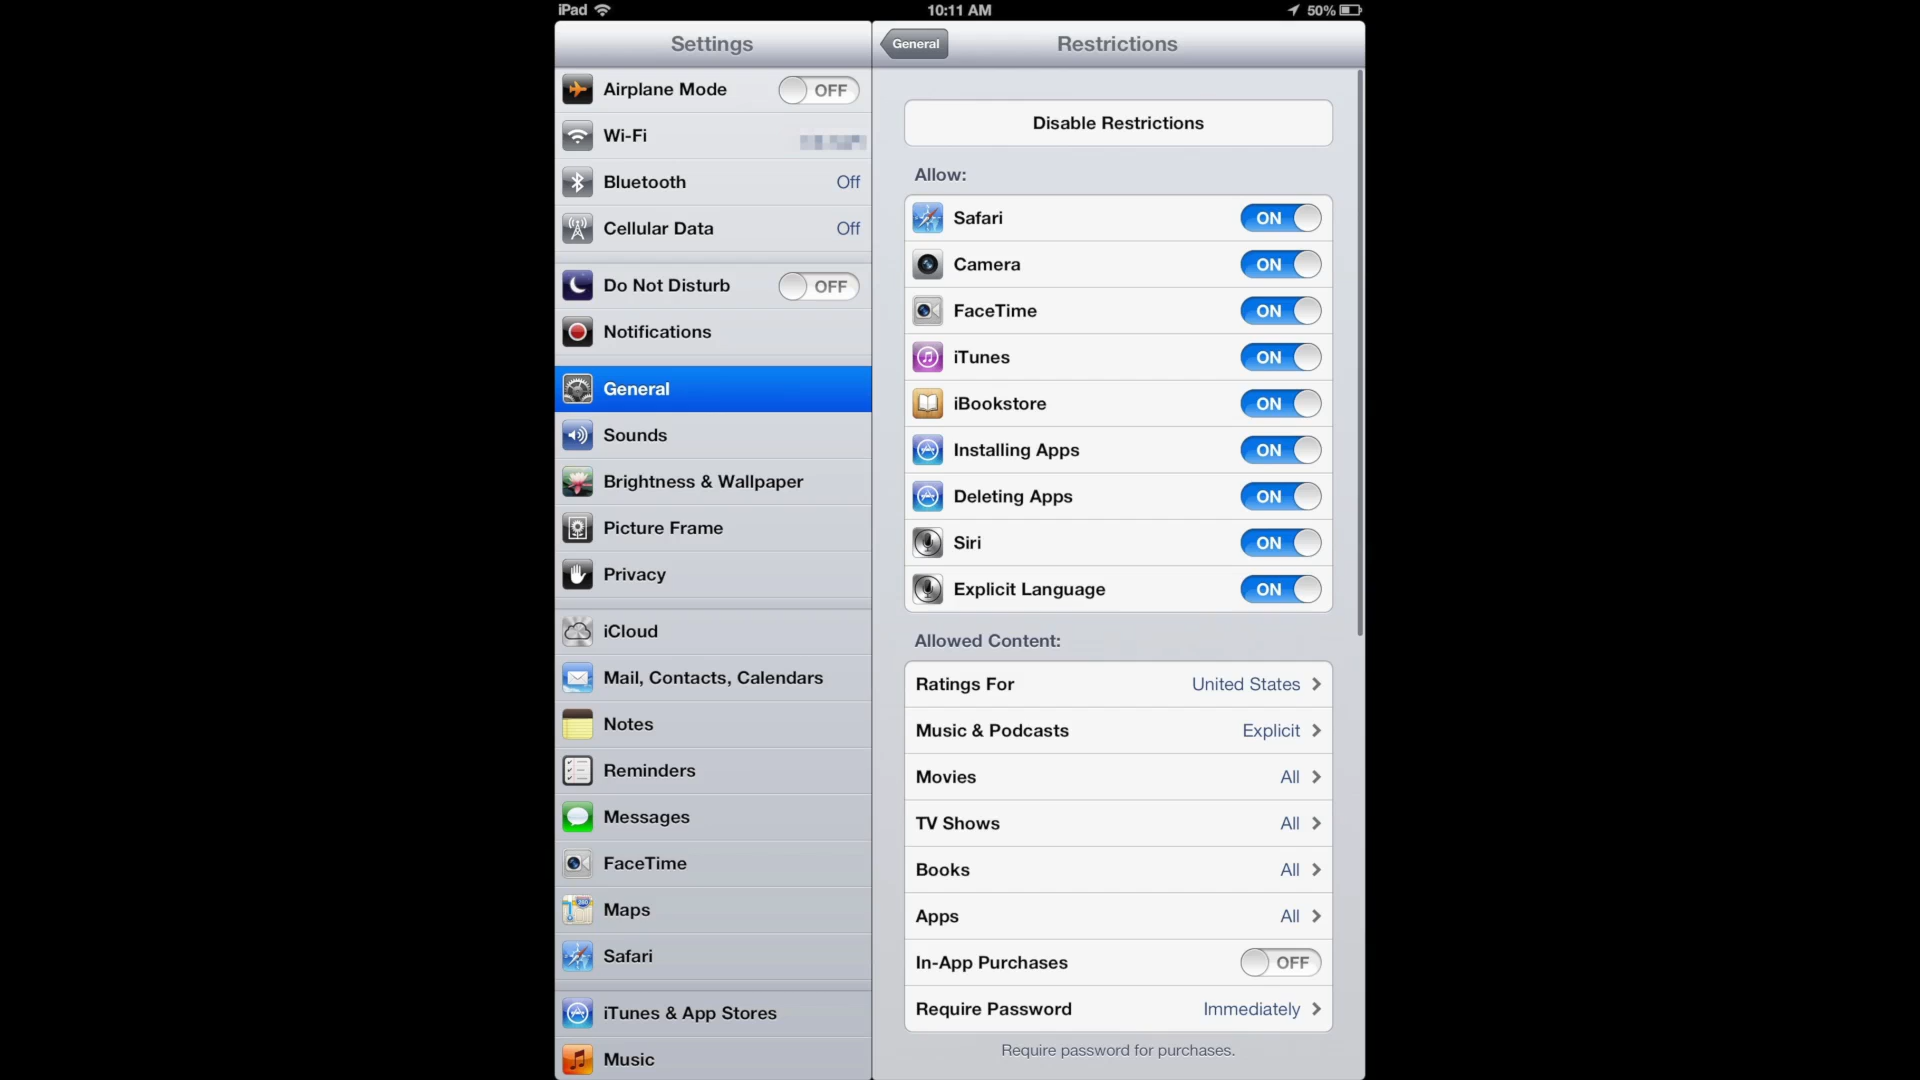 iPad
10:11 AM
50%
Settings
General
Restrictions
Airplane Mode
OFF
Wi-Fi
Bluetooth
Off
Cellular Data
Off
Do Not Disturb
OFF
Notifications
General
Sounds
Brightness & Wallpaper
Picture Frame
Privacy
iCloud
Mail, Contacts, Calendars
Notes
Reminders
Messages
FaceTime
Maps
Safari
iTunes & App Stores
Music
Disable Restrictions
Allow:
Safari
ON
Camera
ON
FaceTime
ON
iTunes
ON
iBookstore
ON
Installing Apps
ON
Deleting Apps
ON
Siri
ON
Explicit Language
ON
Allowed Content:
Ratings For
United States
Music & Podcasts
Explicit
Movies
All
TV Shows
All
Books
All
Apps
All
In-App Purchases
OFF
Require Password
Immediately
Require password for purchases.